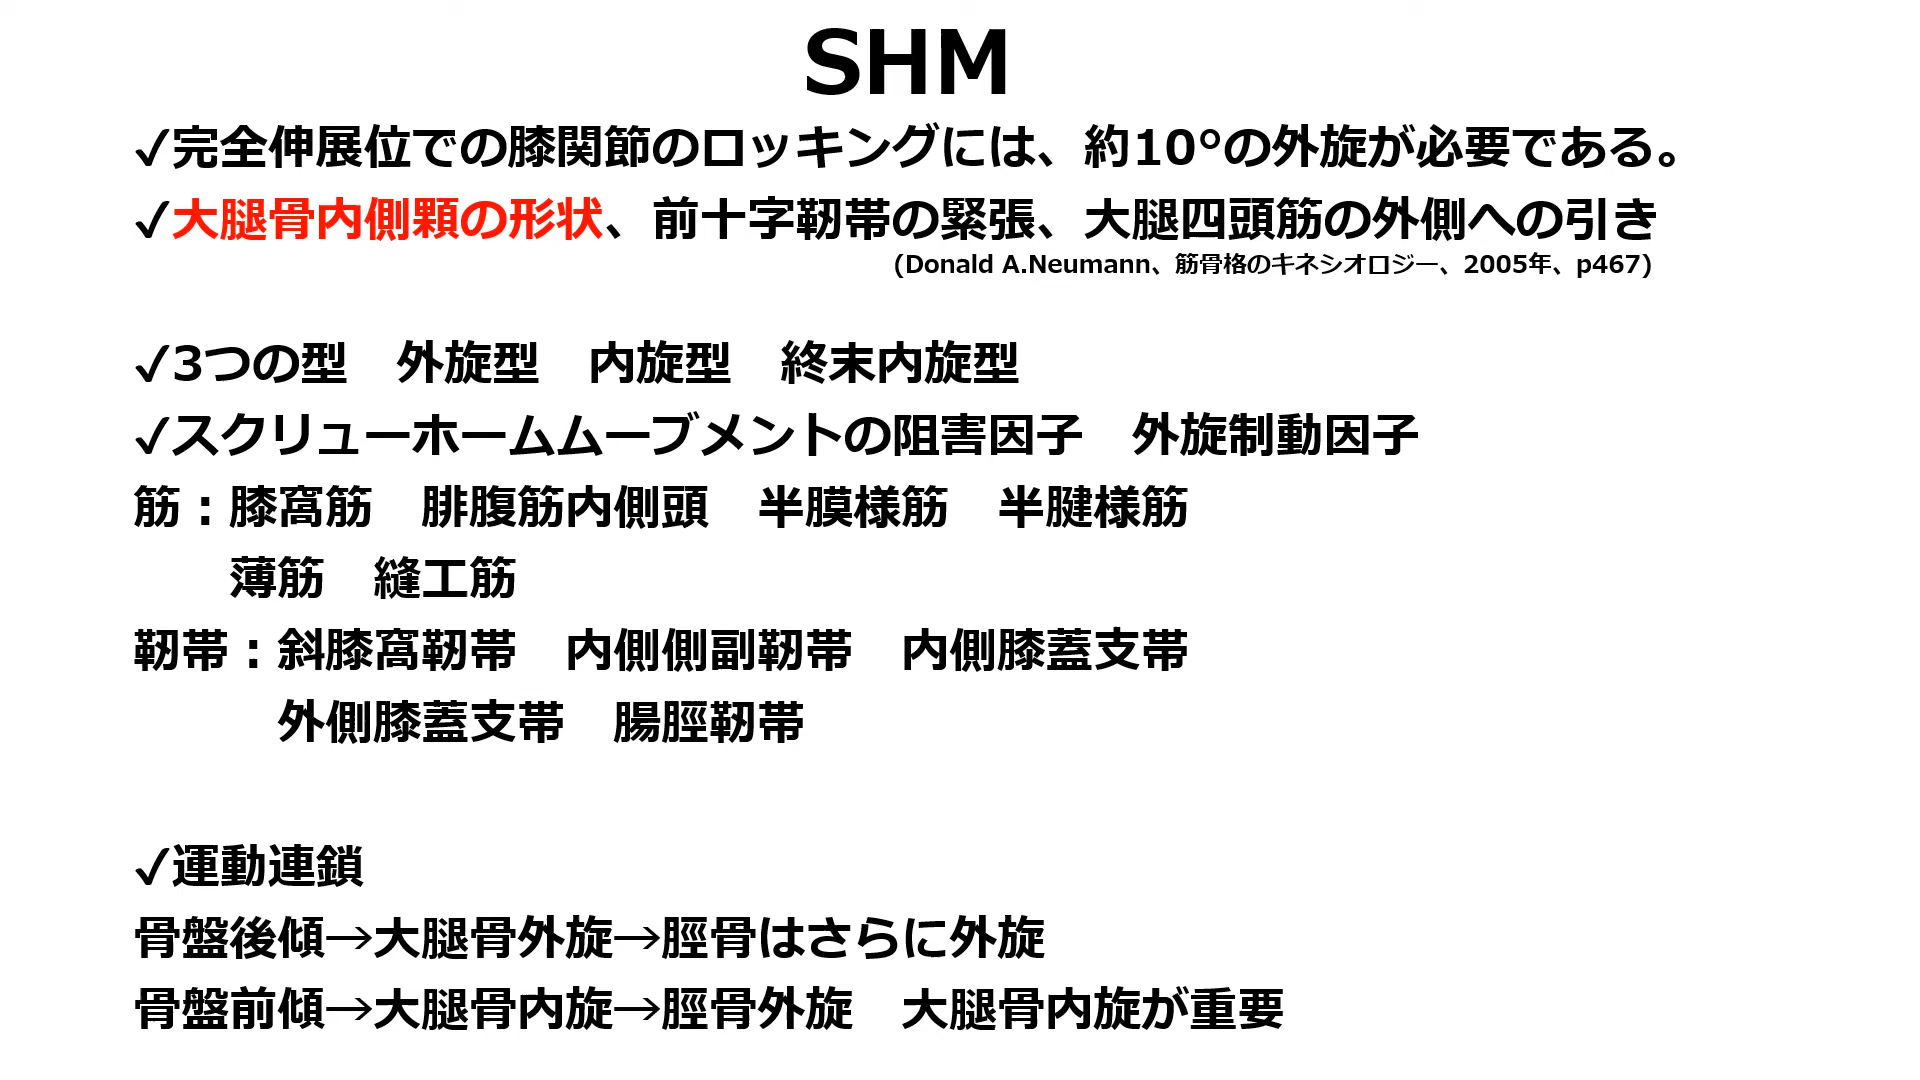 SHM
✓完全伸展位での膝関節のロッキングには、約10°の外旋が必要である。
✓大腿骨内側顆の形状、前十字靭帯の緊張、大腿四頭筋の外側への引き
(Donald A.Neumann、筋骨格のキネシオロジー、2005年、p467)
✓3つの型　外旋型　内旋型　終末内旋型
✓スクリューホームムーブメントの阻害因子　外旋制動因子
筋：膝窩筋　腓腹筋内側頭　半膜様筋　半腱様筋
薄筋　縫工筋
靭帯：斜膝窩靭帯　内側側副靭帯　内側膝蓋支帯
外側膝蓋支帯　腸脛靭帯
✓運動連鎖
骨盤後傾→大腿骨外旋→脛骨はさらに外旋
骨盤前傾→大腿骨内旋→脛骨外旋　大腿骨内旋が重要